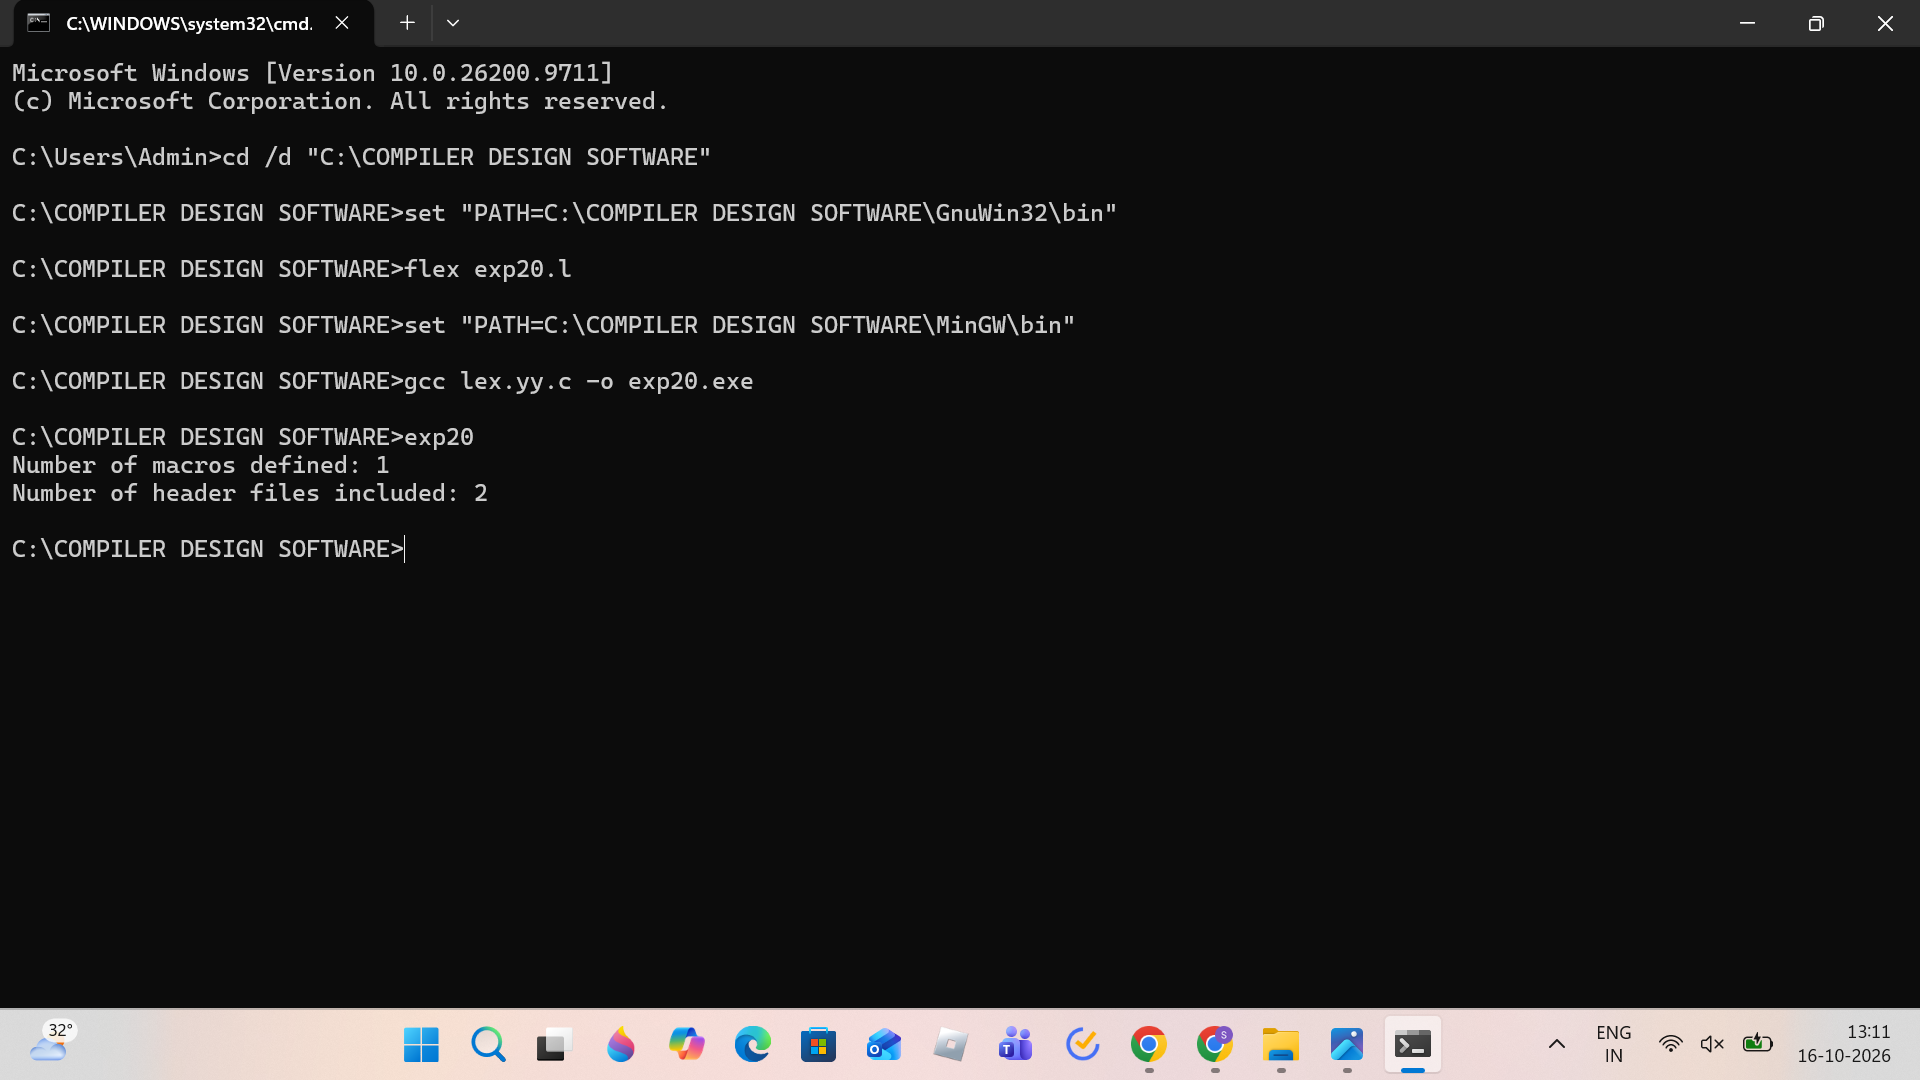 C:\WINDOWS\system32\cmd.
Microsoft Windows [Version 10.0.26200.9711]
(c) Microsoft Corporation. All rights reserved.
C:\Users\Admin>cd /d "C:\COMPILER DESIGN SOFTWARE"
C:\COMPILER DESIGN SOFTWARE>set "PATH=C:\COMPILER DESIGN SOFTWARE\GnuWin32\bin"
C:\COMPILER DESIGN SOFTWARE>flex exp20.l
C:\COMPILER DESIGN SOFTWARE>set "PATH=C:\COMPILER DESIGN SOFTWARE\MinGW\bin"
C:\COMPILER DESIGN SOFTWARE>gcc lex.yy.c -o exp20.exe
C:\COMPILER DESIGN SOFTWARE>exp20
Number of macros defined: 1
Number of header files included: 2
C:\COMPILER DESIGN SOFTWARE>
32°
S
ENG
IN
13:11
16-10-2026